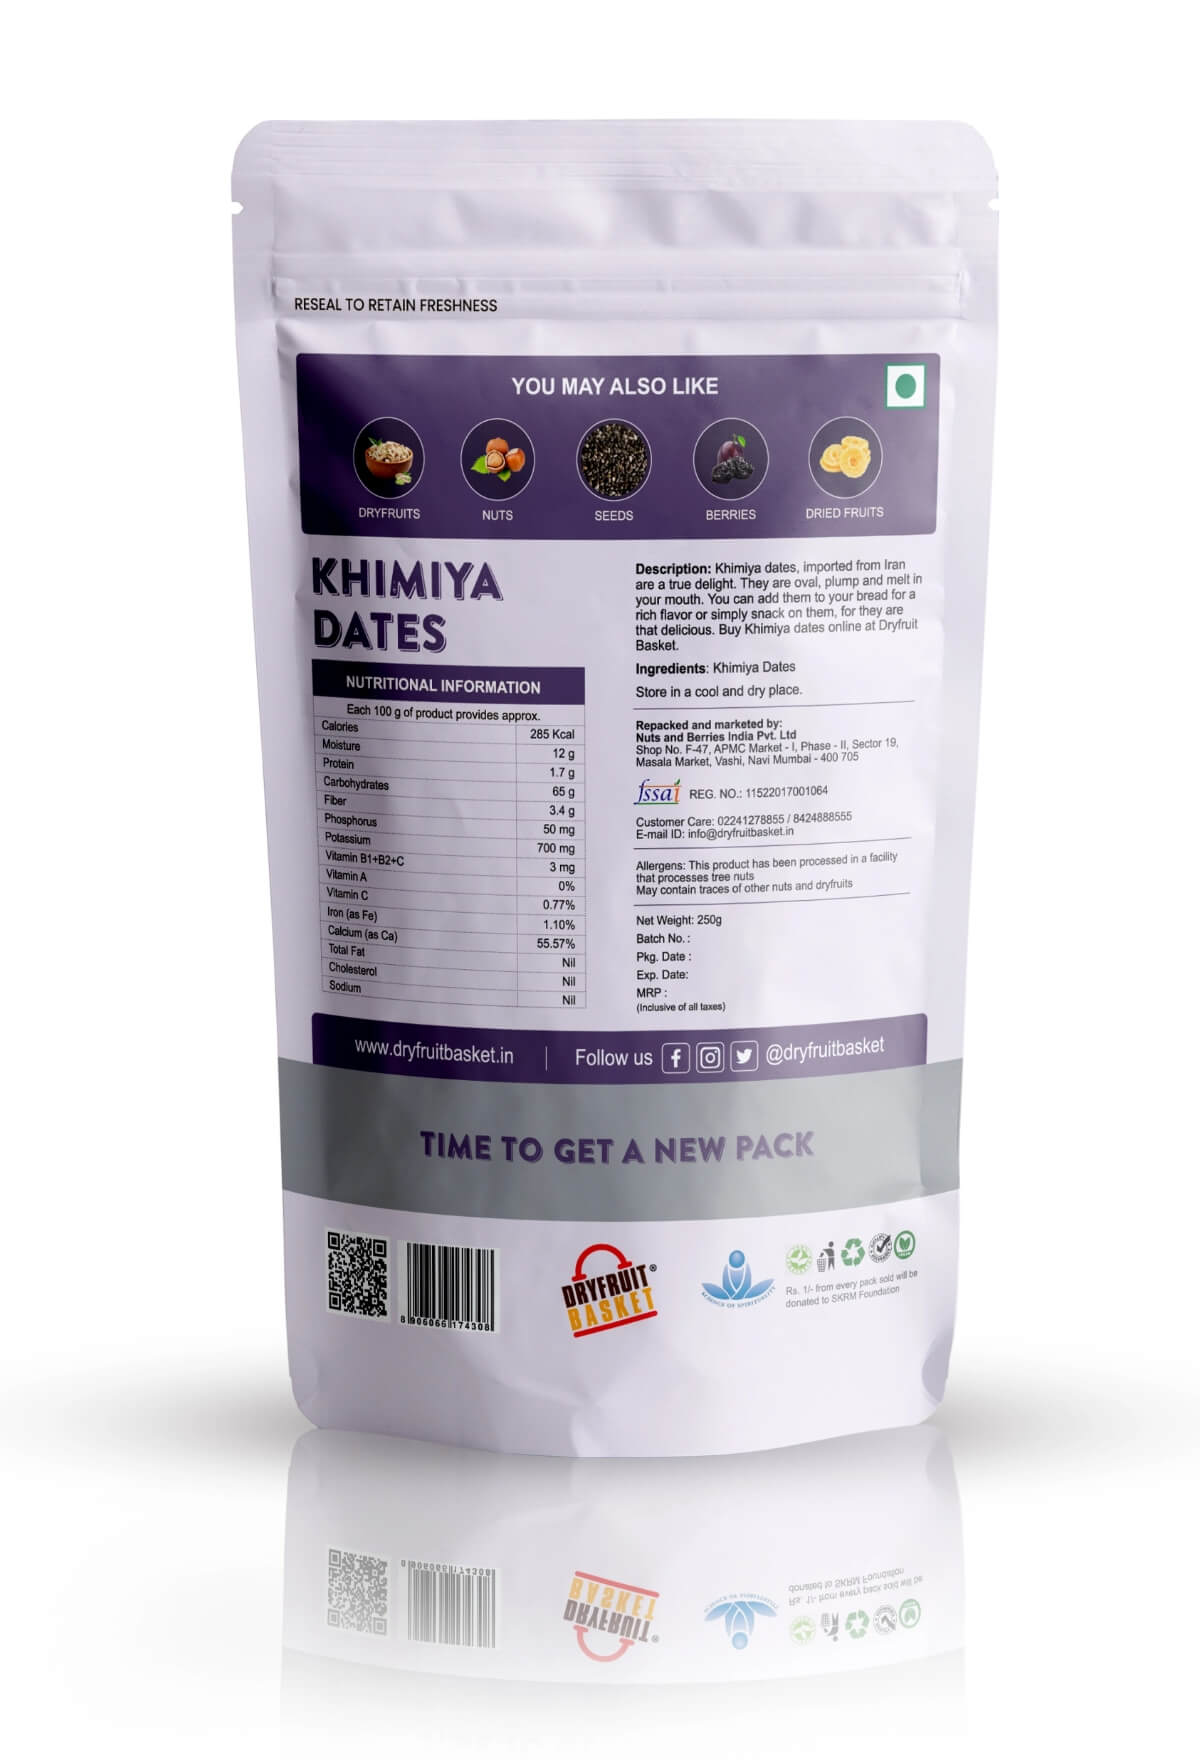 RESEAL TO RETAIN FRESHNESS
YOU MAY ALSO LIKE
DRYFRUITS NUTS SEEDS BERRIES DRIED FRUITS
KHIMIYA
DATES
NUTRITIONAL INFORMATION
Each 100 g of product provides approx.
Calories 285 Kcal
Moisture 12 g
Protein 1.7 g
Carbohydrates 65 g
Fiber 3.4 g
Phosphorus 50 mg
Potassium 700 mg
Vitamin B1+B2+C 3 mg
Vitamin A 0%
Vitamin C 0.77%
Iron (as Fe) 1.10%
Calcium (as Ca) 55.57%
Total Fat Nil
Cholesterol Nil
Sodium Nil
Description: Khimiya dates, imported from Iran
are a true delight. They are oval, plump and melt in
your mouth. You can add them to your bread for a
rich flavor or simply snack on them, for they are
that delicious. Buy Khimiya dates online at Dryfruit
Basket.
Ingredients: Khimiya Dates
Store in a cool and dry place.
Repacked and marketed by:
Nuts and Berries India Pvt. Ltd
Shop No. F-47, APMC Market - I, Phase - II, Sector 19,
Masala Market, Vashi, Navi Mumbai - 400 705
fssai REG. NO.: 11522017001064
Customer Care: 02241278855 / 8424888555
E-mail ID: info@dryfruitbasket.in
Allergens: This product has been processed in a facility
that processes tree nuts
May contain traces of other nuts and dryfruits
Net Weight: 250g
Batch No. :
Pkg. Date :
Exp. Date:
MRP :
(Inclusive of all taxes)
www.dryfruitbasket.in | Follow us @dryfruitbasket
TIME TO GET A NEW PACK
8 906066 174308
DRYFRUIT®
BASKET
SCIENCE OF SPIRITUALITY
Rs. 1/- from every pack sold will be
donated to SKRM Foundation